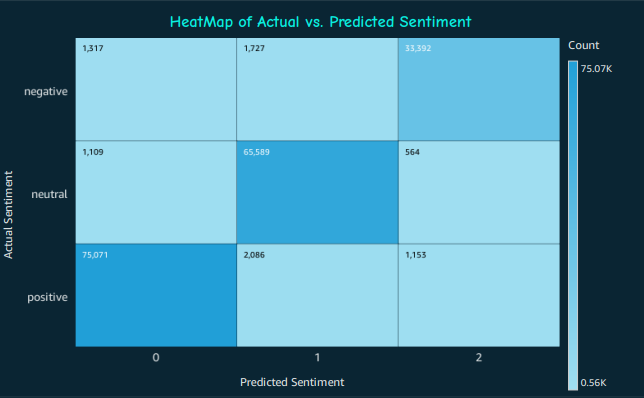 HeatMap of Actual vs. Predicted Sentiment
Count
75.07K
0.56K
Actual Sentiment
negative
1,317
1,727
33,392
neutral
1,109
65,589
564
positive
75,071
2,086
1,153
0
1
2
Predicted Sentiment